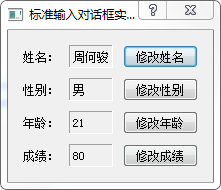 标准输入对话框实...
姓名： 周何骏 修改姓名
性别： 男 修改性别
年龄： 21 修改年龄
成绩： 80 修改成绩